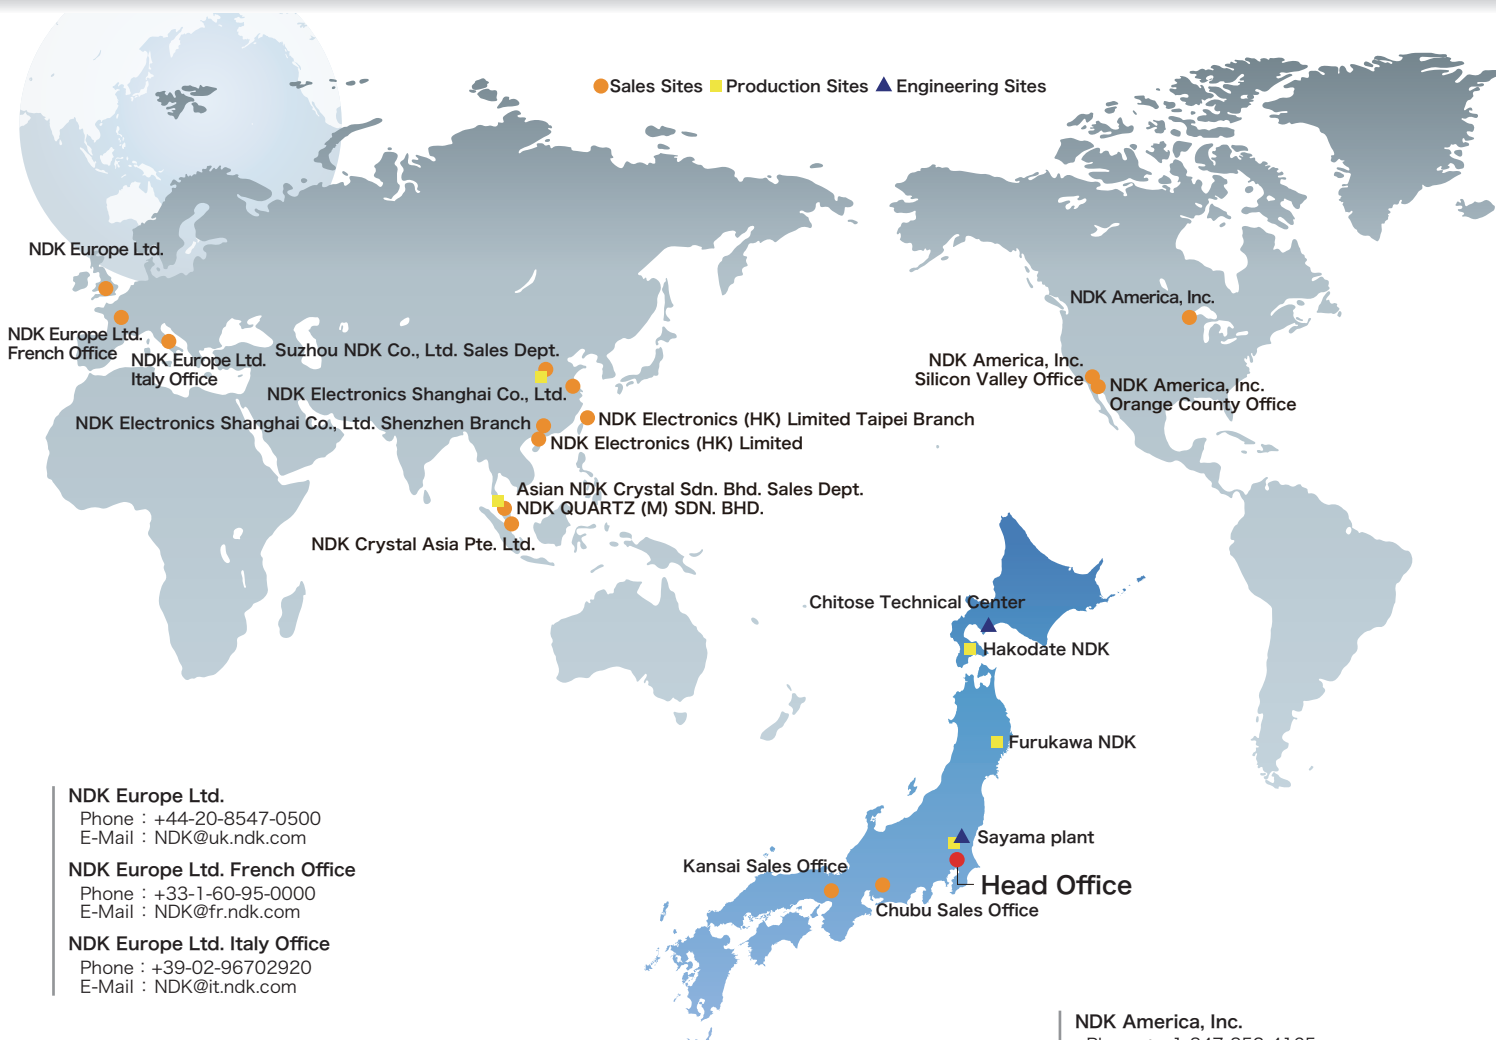 Sales Sites Production Sites Engineering Sites
NDK Europe Ltd.
NDK Europe Ltd.
French Office
NDK Europe Ltd.
Italy Office
Suzhou NDK Co., Ltd. Sales Dept.
NDK Electronics Shanghai Co., Ltd.
NDK Electronics Shanghai Co., Ltd. Shenzhen Branch
NDK Electronics (HK) Limited Taipei Branch
NDK Electronics (HK) Limited
Asian NDK Crystal Sdn. Bhd. Sales Dept.
NDK QUARTZ (M) SDN. BHD.
NDK Crystal Asia Pte. Ltd.
NDK America, Inc.
NDK America, Inc.
Silicon Valley Office
NDK America, Inc.
Orange County Office
Chitose Technical Center
Hakodate NDK
Furukawa NDK
Sayama plant
Head Office
Kansai Sales Office
Chubu Sales Office
NDK Europe Ltd.
Phone : +44-20-8547-0500
E-Mail : NDK@uk.ndk.com
NDK Europe Ltd. French Office
Phone : +33-1-60-95-0000
E-Mail : NDK@fr.ndk.com
NDK Europe Ltd. Italy Office
Phone : +39-02-96702920
E-Mail : NDK@it.ndk.com
NDK America, Inc.